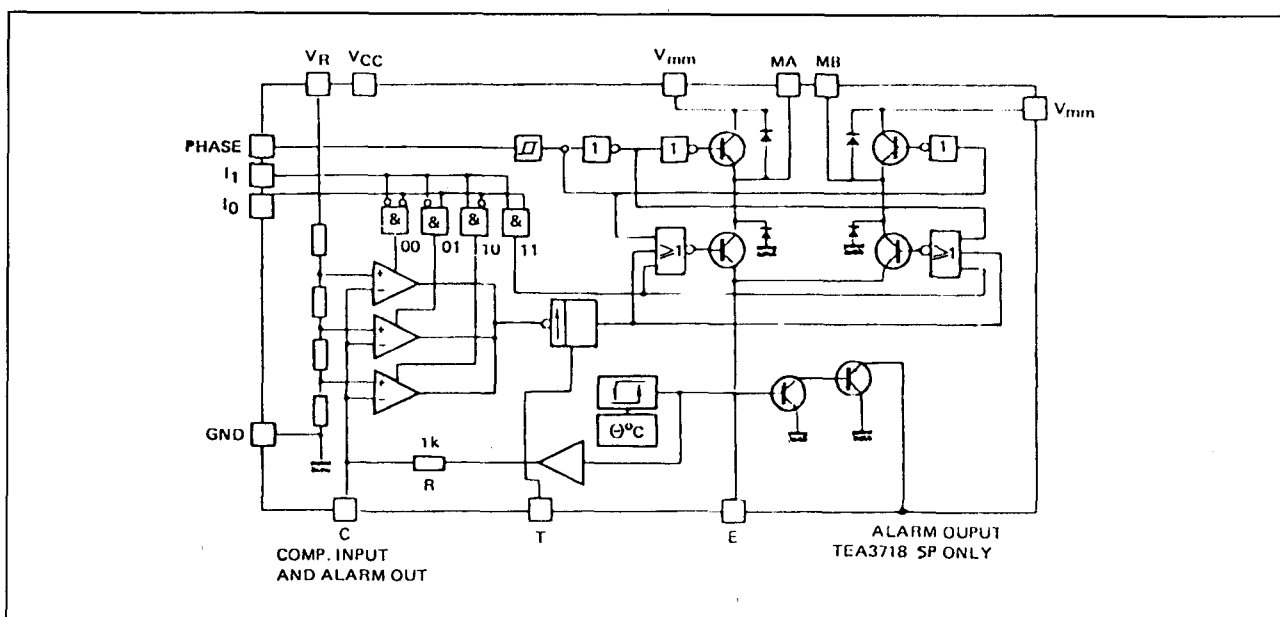 VR VCC Vmm MA MB
Vmm
PHASE
I1
I0
1 1 1
& & & &
00 01 10 11
≥1 ≥1
+
−
+
−
+
−
(-)°C
GND
1k
R
C T E
COMP. INPUT
AND ALARM OUT
ALARM OUPUT
TEA3718 SP ONLY